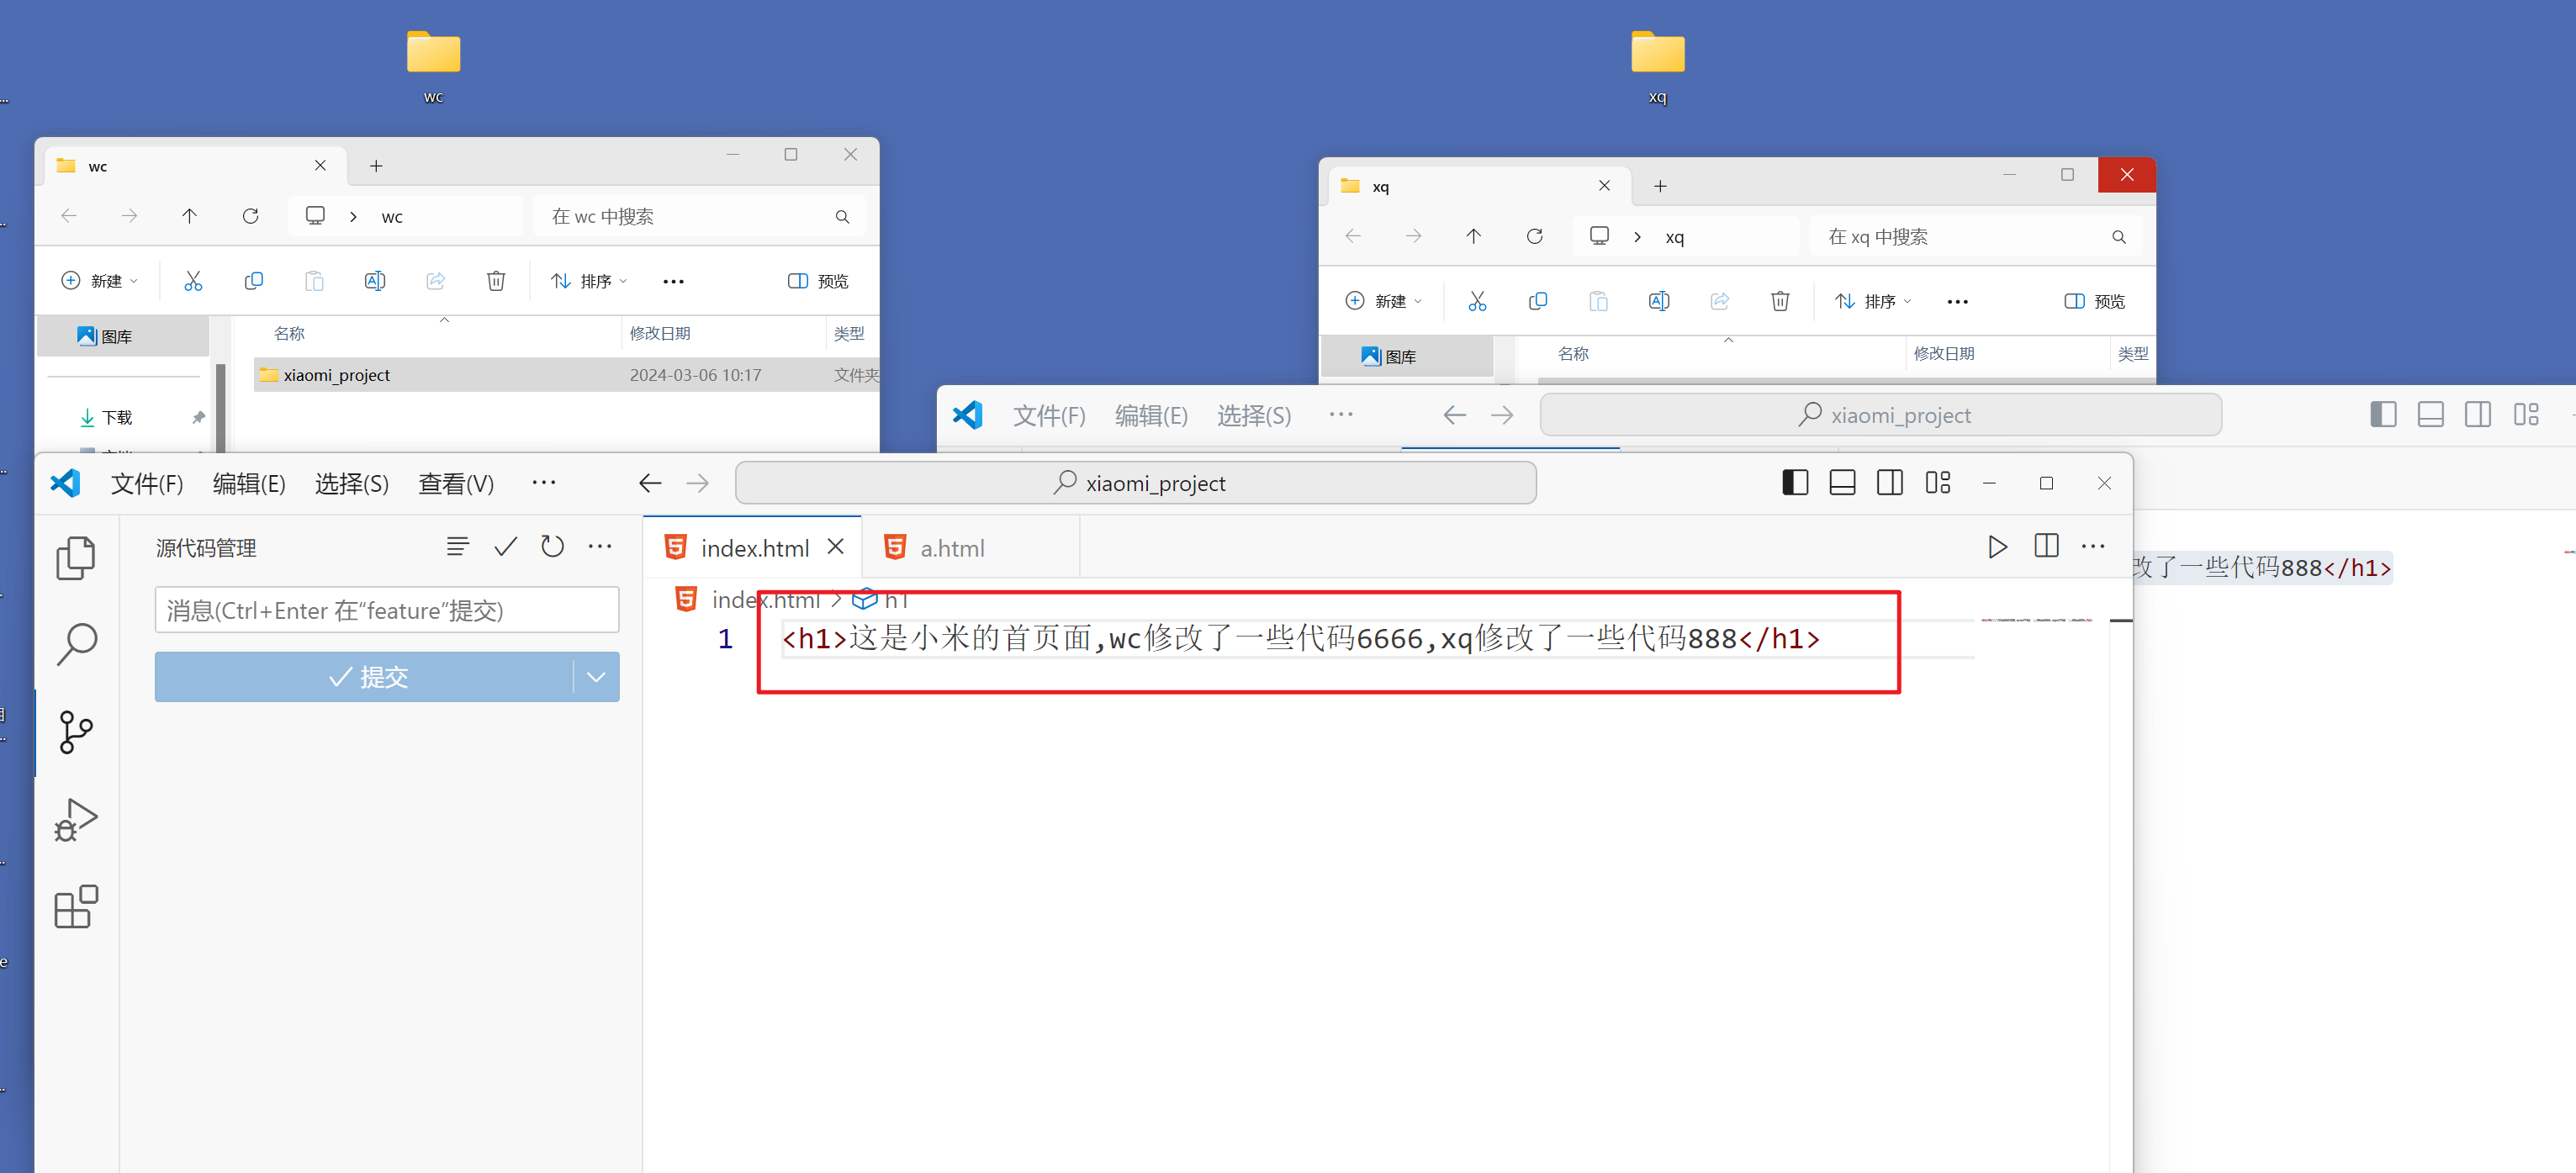 wc
xq
wc
wc
在 wc 中搜索
新建
排序
预览
图库
名称
修改日期
类型
xiaomi_project
2024-03-06 10:17
文件夹
下载
xq
xq
在 xq 中搜索
新建
排序
预览
图库
名称
修改日期
类型
文件(F)
编辑(E)
选择(S)
xiaomi_project
改了一些代码888</h1>
文件(F)
编辑(E)
选择(S)
查看(V)
xiaomi_project
源代码管理
消息(Ctrl+Enter 在“feature”提交)
提交
index.html
a.html
index.html > h1
1
<h1>这是小米的首页面,wc修改了一些代码6666,xq修改了一些代码888</h1>